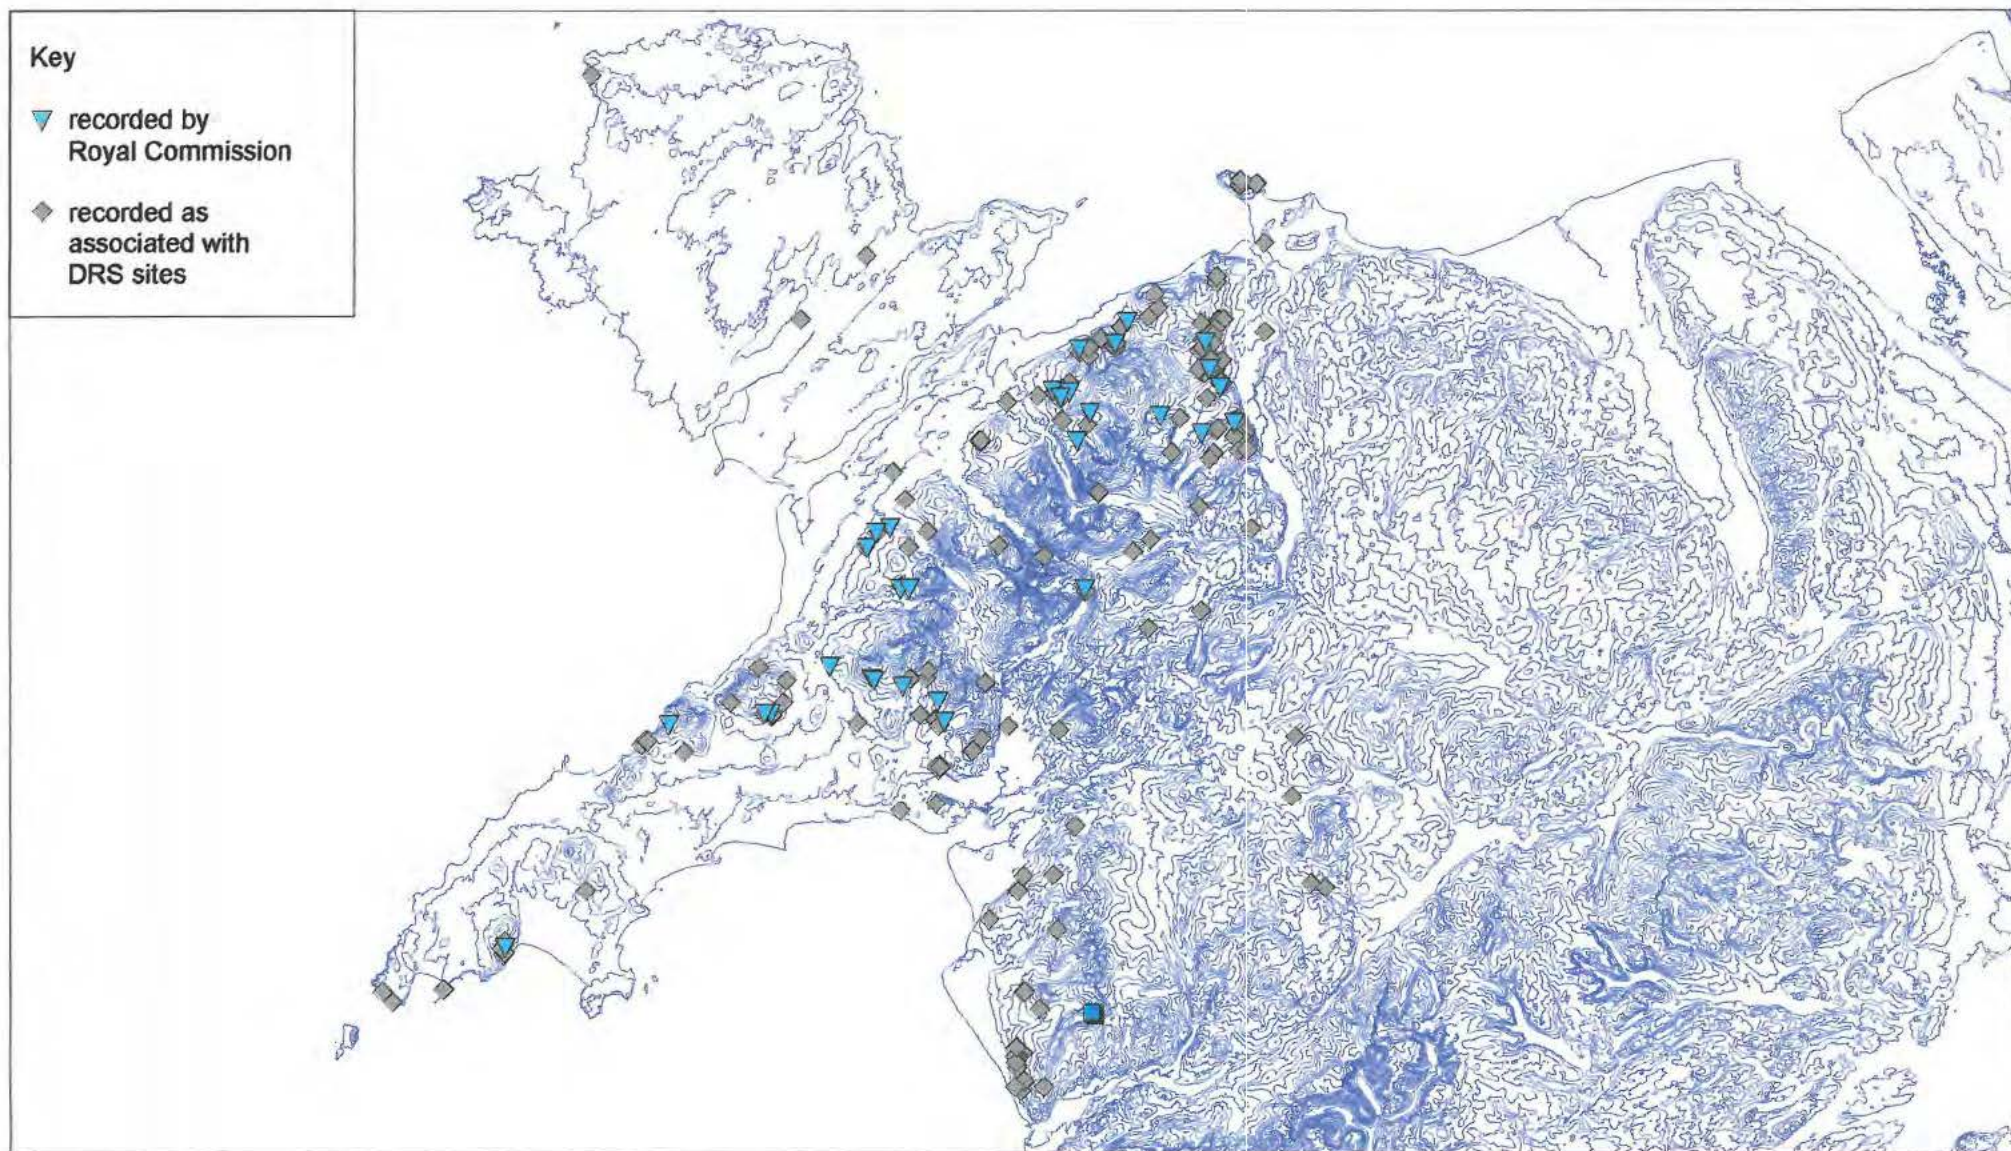 Key
recorded by
Royal Commission
recorded as
associated with
DRS sites